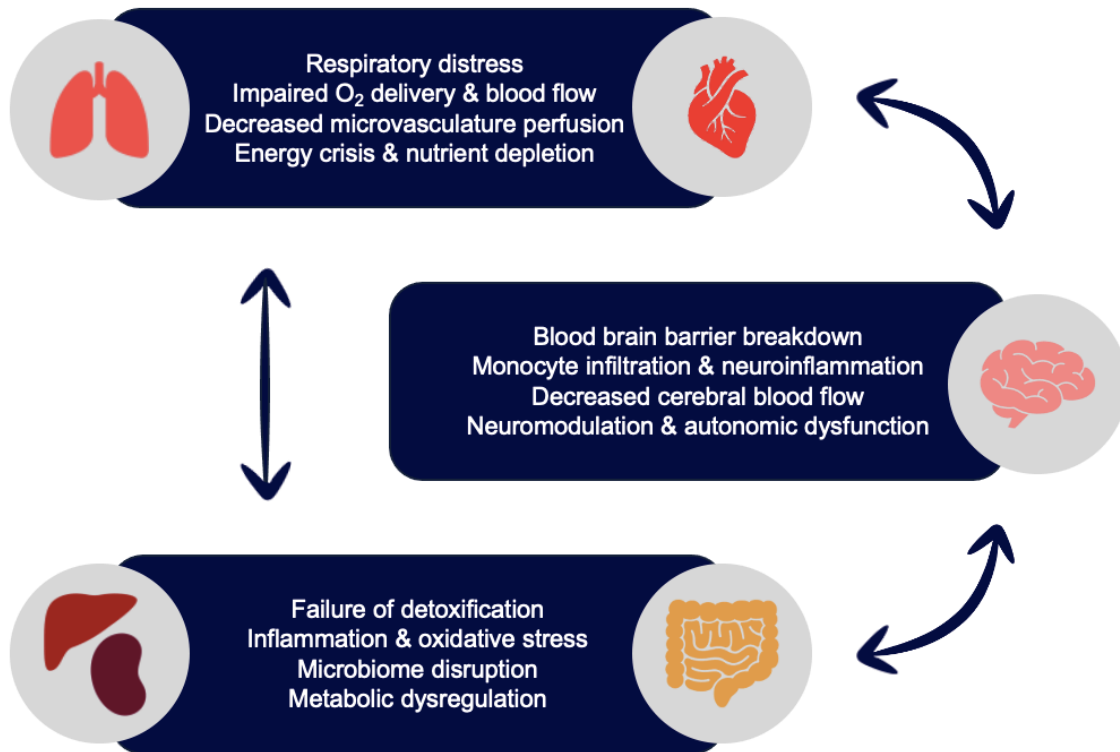 Respiratory distress
Impaired O₂ delivery & blood flow
Decreased microvasculature perfusion
Energy crisis & nutrient depletion
Blood brain barrier breakdown
Monocyte infiltration & neuroinflammation
Decreased cerebral blood flow
Neuromodulation & autonomic dysfunction
Failure of detoxification
Inflammation & oxidative stress
Microbiome disruption
Metabolic dysregulation